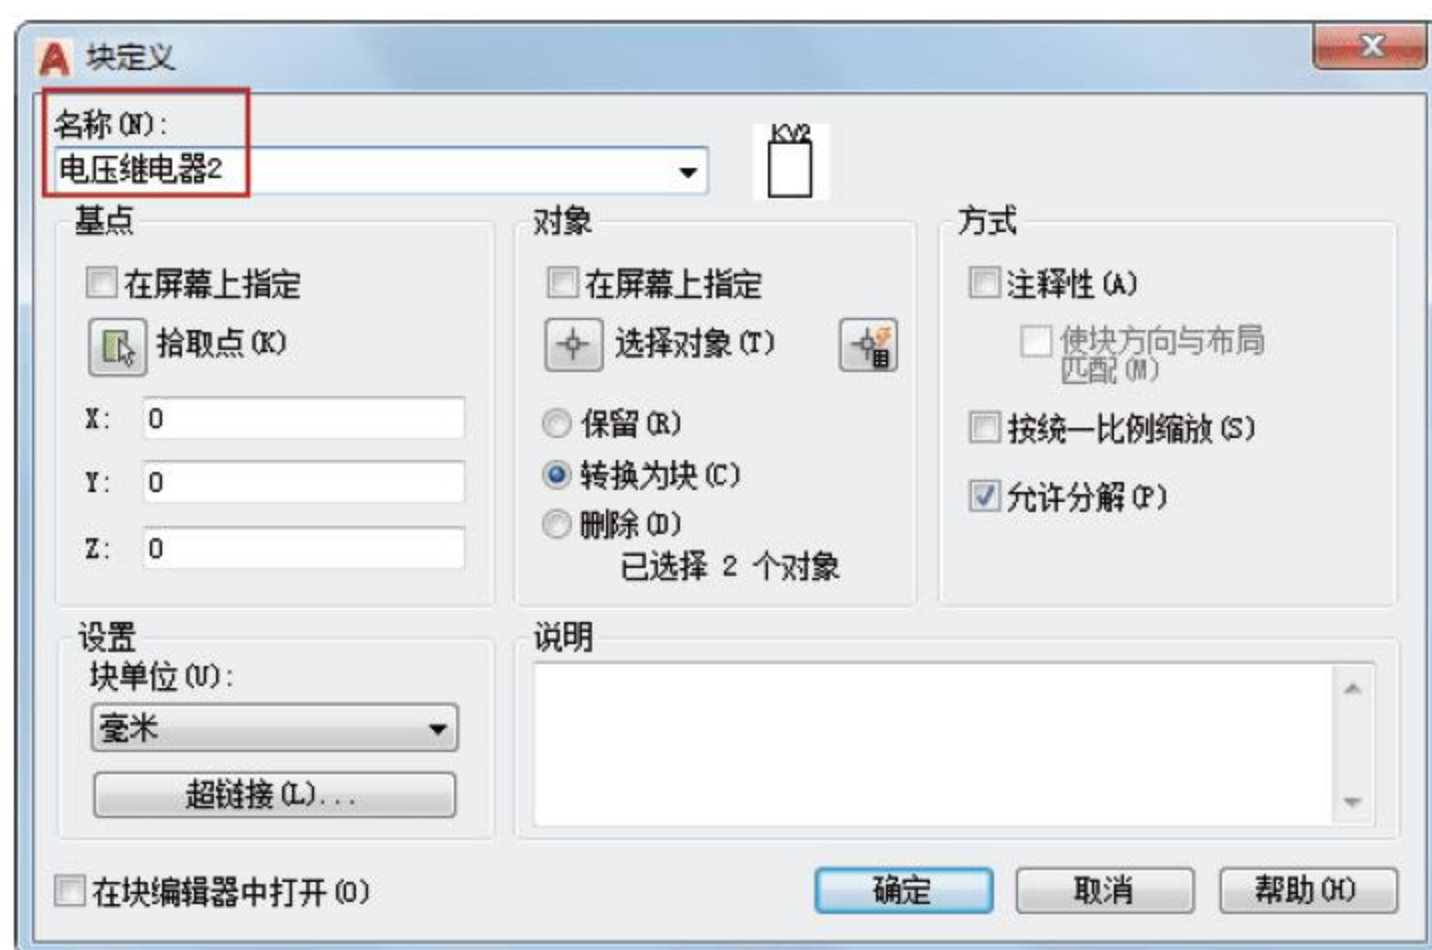 块定义
名称(N):
电压继电器2
KV2
基点
在屏幕上指定
拾取点(K)
X: 0
Y: 0
Z: 0
对象
在屏幕上指定
选择对象(T)
保留(R)
转换为块(C)
删除(D)
已选择 2 个对象
方式
注释性(A)
使块方向与布局
匹配(M)
按统一比例缩放(S)
允许分解(P)
设置
块单位(U):
毫米
超链接(L)...
说明
在块编辑器中打开(O)
确定
取消
帮助(H)